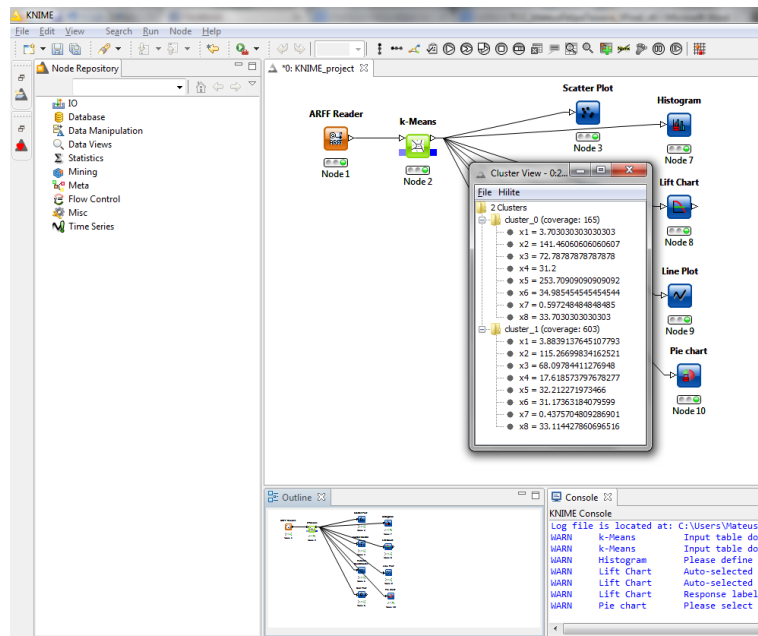 KNIME
File Edit View Search Run Node Help
Node Repository
*0: KNIME_project
IO
Database
Data Manipulation
Data Views
Statistics
Mining
Meta
Flow Control
Misc
Time Series
ARFF Reader
Node 1
k-Means
Node 2
Scatter Plot
Node 3
Histogram
Node 7
Lift Chart
Node 8
Line Plot
Node 9
Pie chart
Node 10
Cluster View - 0:2...
File Hilite
2 Clusters
cluster_0 (coverage: 165)
x1 = 3.703030303030303
x2 = 141.46060606060607
x3 = 72.78787878787878
x4 = 31.2
x5 = 253.70909090909092
x6 = 34.985454545454544
x7 = 0.597248484848485
x8 = 33.7030303030303
cluster_1 (coverage: 603)
x1 = 3.8839137645107793
x2 = 115.26699834162521
x3 = 68.09784411276948
x4 = 17.618573797678277
x5 = 32.212271973466
x6 = 31.17363184079599
x7 = 0.4375704809286901
x8 = 33.114427860696516
Outline
Console
KNIME Console
Log file is located at: C:\Users\Mateus
WARN k-Means Input table do
WARN k-Means Input table do
WARN Histogram Please define
WARN Lift Chart Auto-selected
WARN Lift Chart Auto-selected
WARN Lift Chart Response label
WARN Pie chart Please select